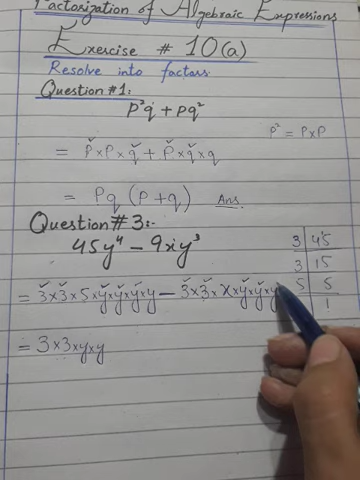 Factorization of Algebraic Expressions
Exercise # 10(a)
Resolve into factors
Question #1:
p²q + pq²
p² = p×p
= p×p×q + p×q×q
= pq (p+q) Ans.
Question #3:-
45y⁴ - 9xy³
3 | 45
3 | 15
5 | 5
1
= 3×3×5×y×y×y×y - 3×3×x×y×y×y
= 3×3×y×y